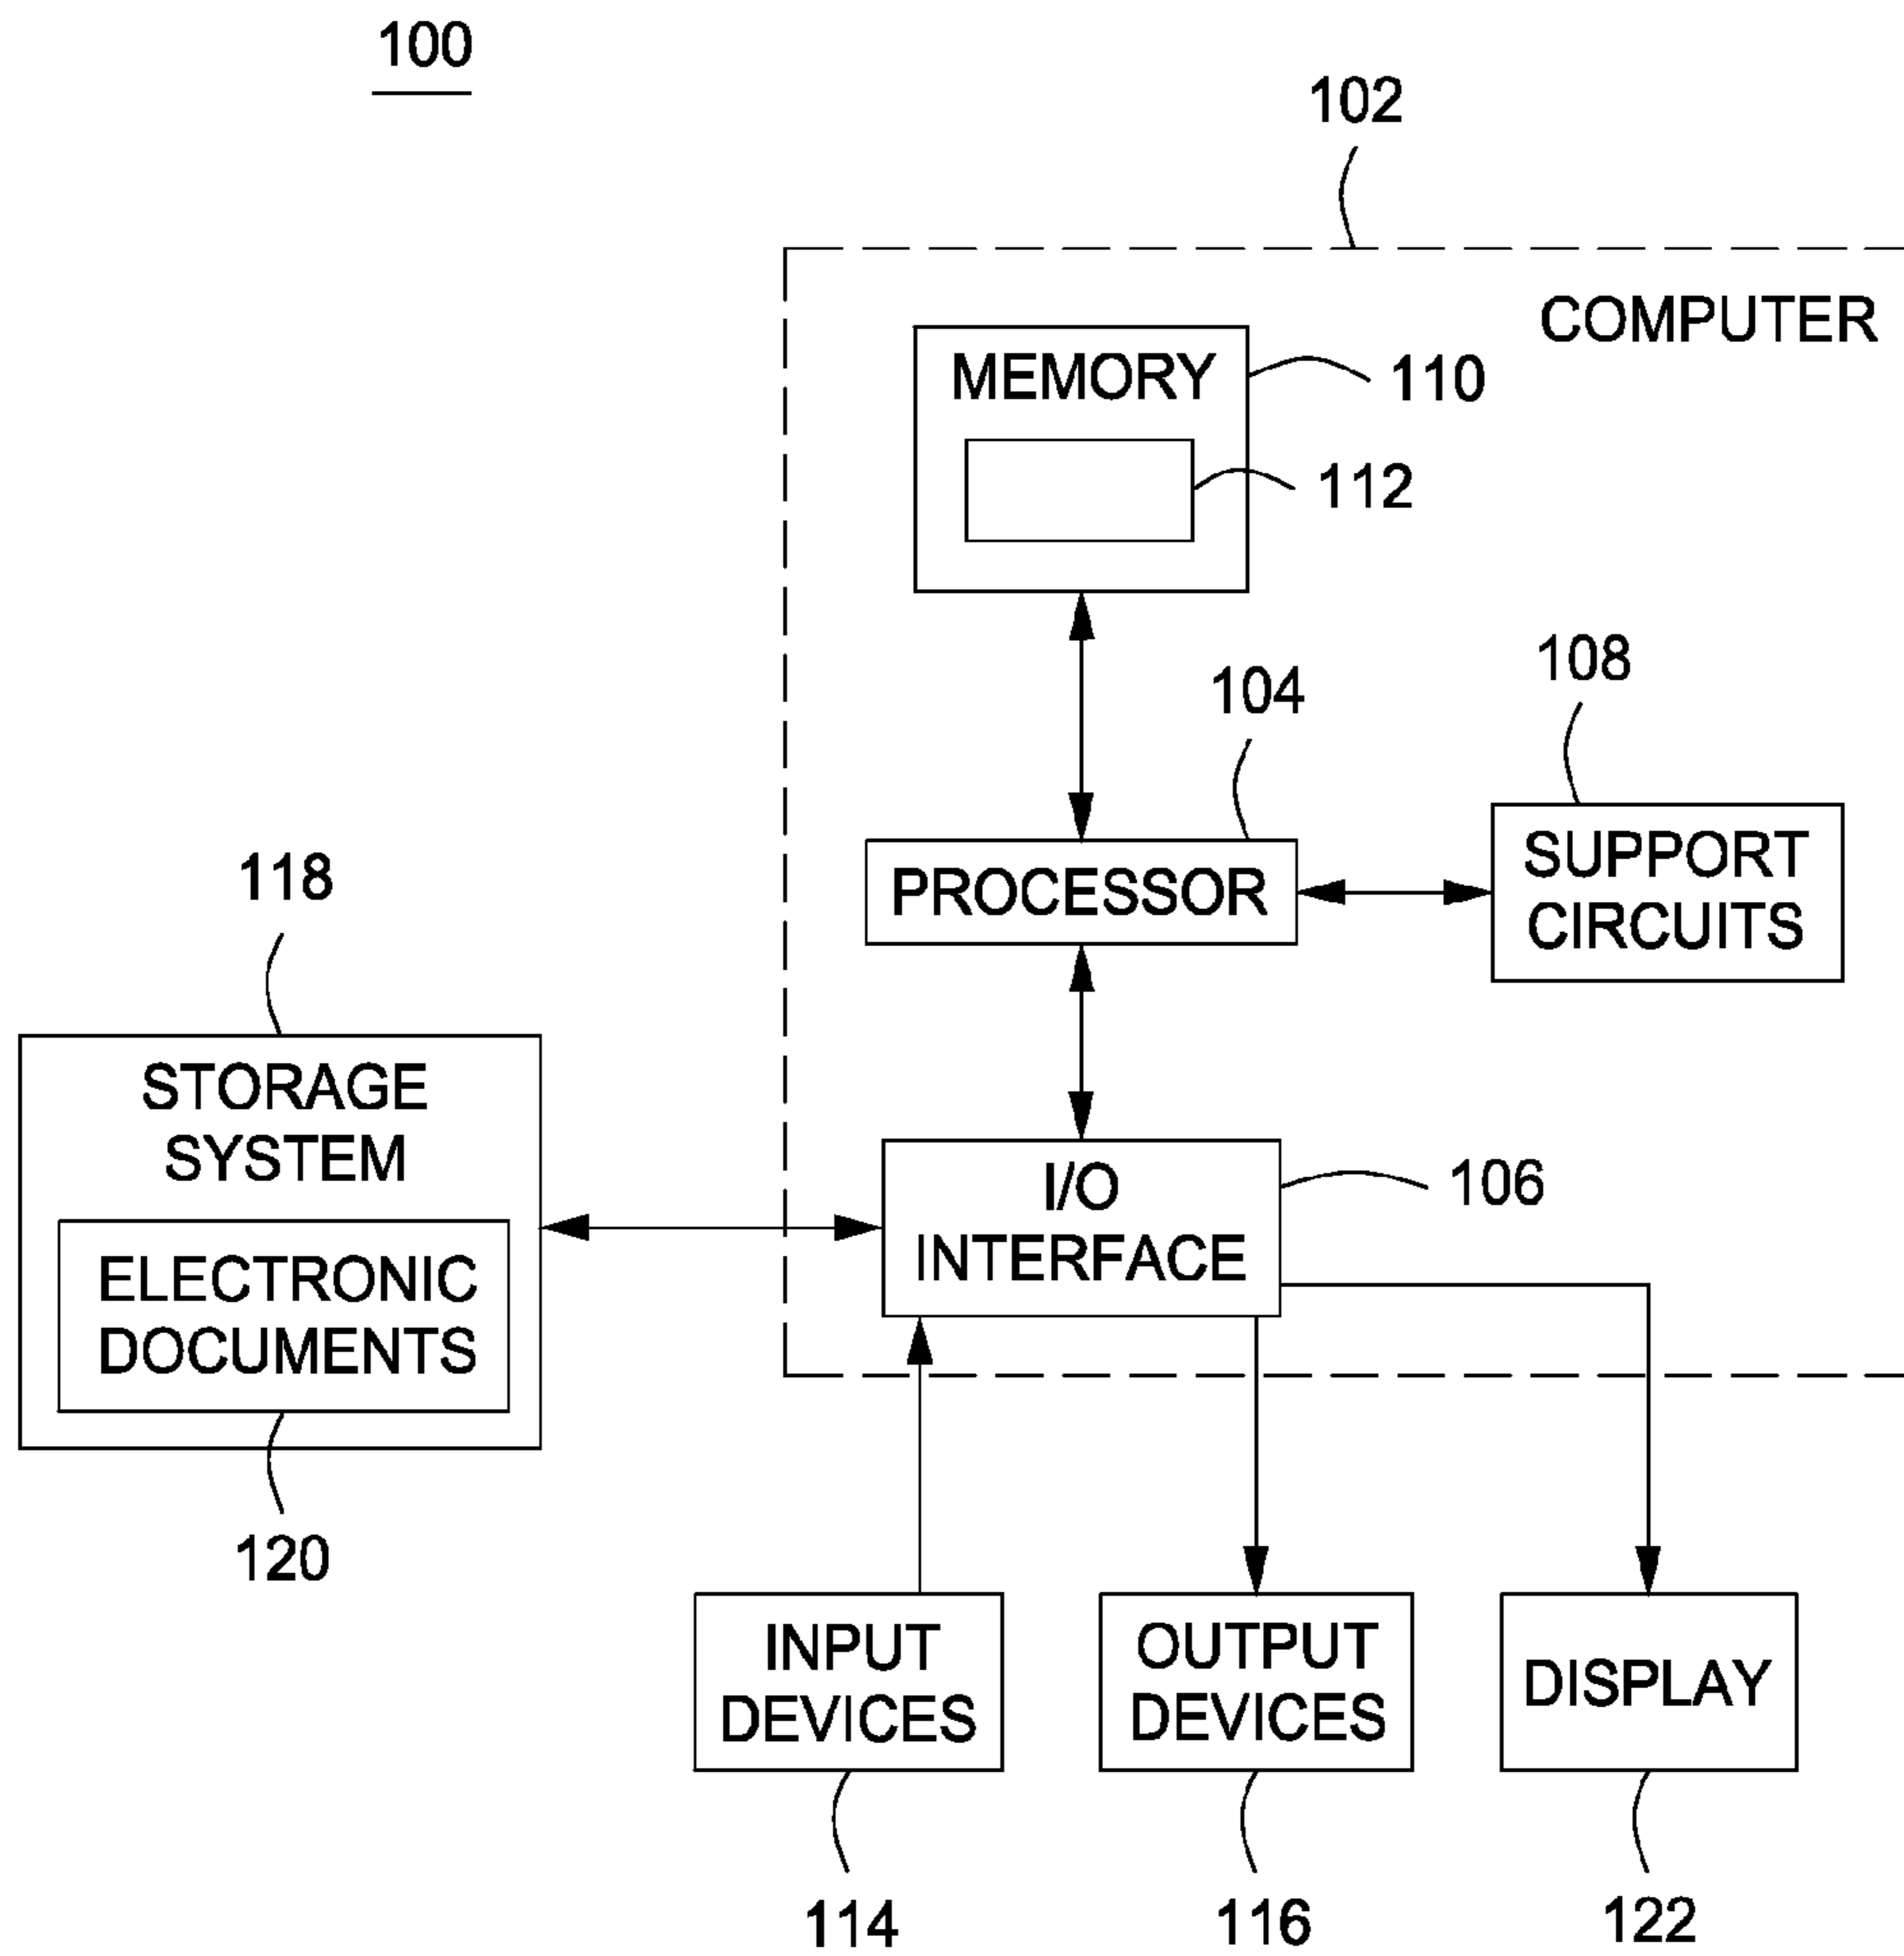 100
102
COMPUTER
MEMORY
110
112
104
108
PROCESSOR
SUPPORT
CIRCUITS
118
STORAGE
SYSTEM
ELECTRONIC
DOCUMENTS
120
I/O
INTERFACE
106
INPUT
DEVICES
OUTPUT
DEVICES
DISPLAY
114
116
122